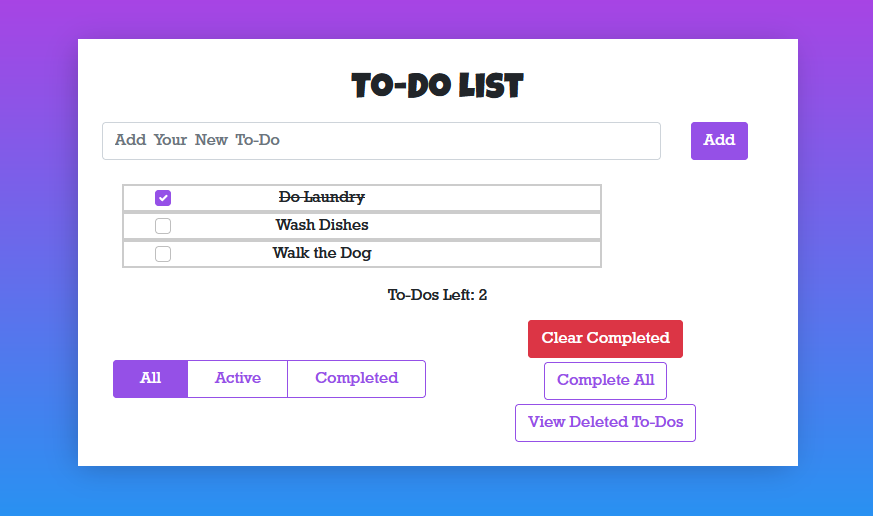 TO-DO LIST
Add Your New To-Do
Add
Do Laundry
Wash Dishes
Walk the Dog
To-Dos Left: 2
Clear Completed
All Active Completed
Complete All
View Deleted To-Dos